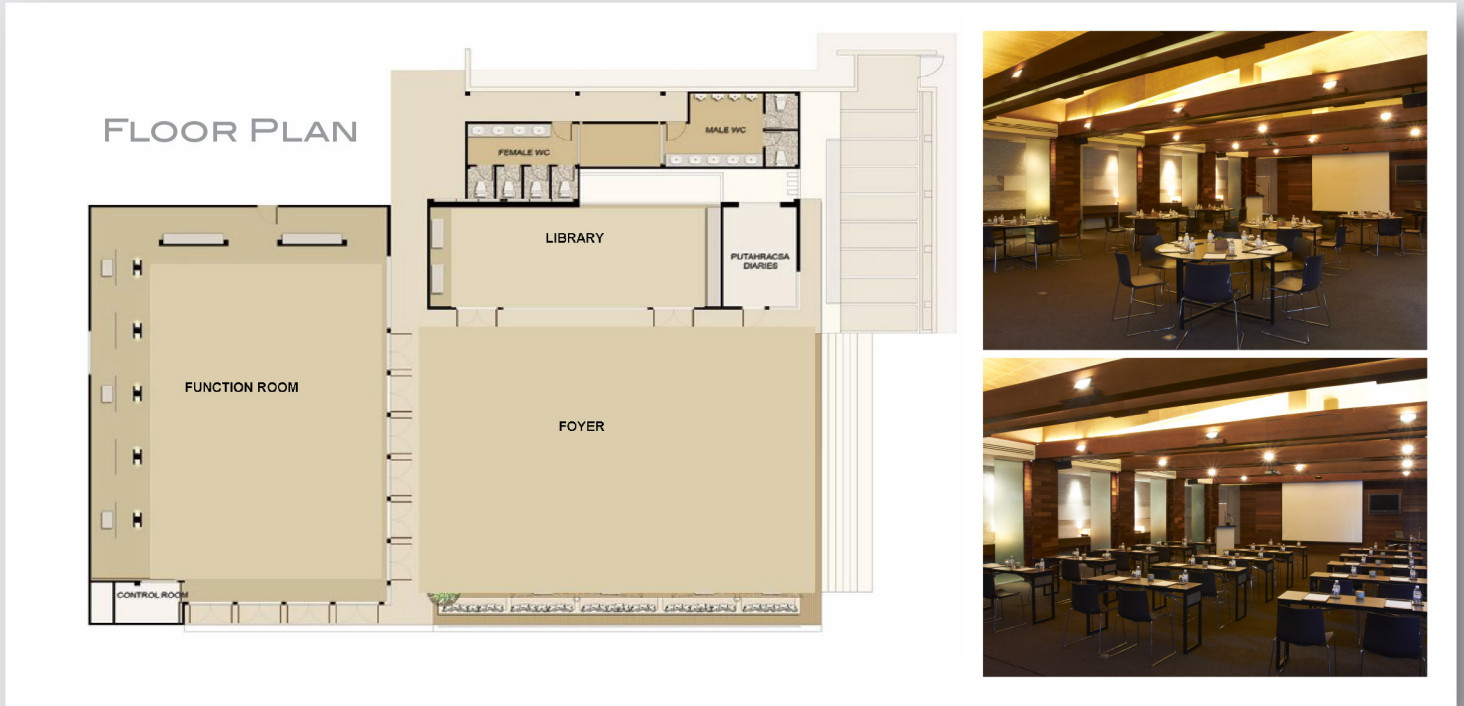 FLOOR PLAN
MALE WC
FEMALE WC
LIBRARY
PUTAHRACSA
DIARIES
FUNCTION ROOM
FOYER
CONTROL ROOM